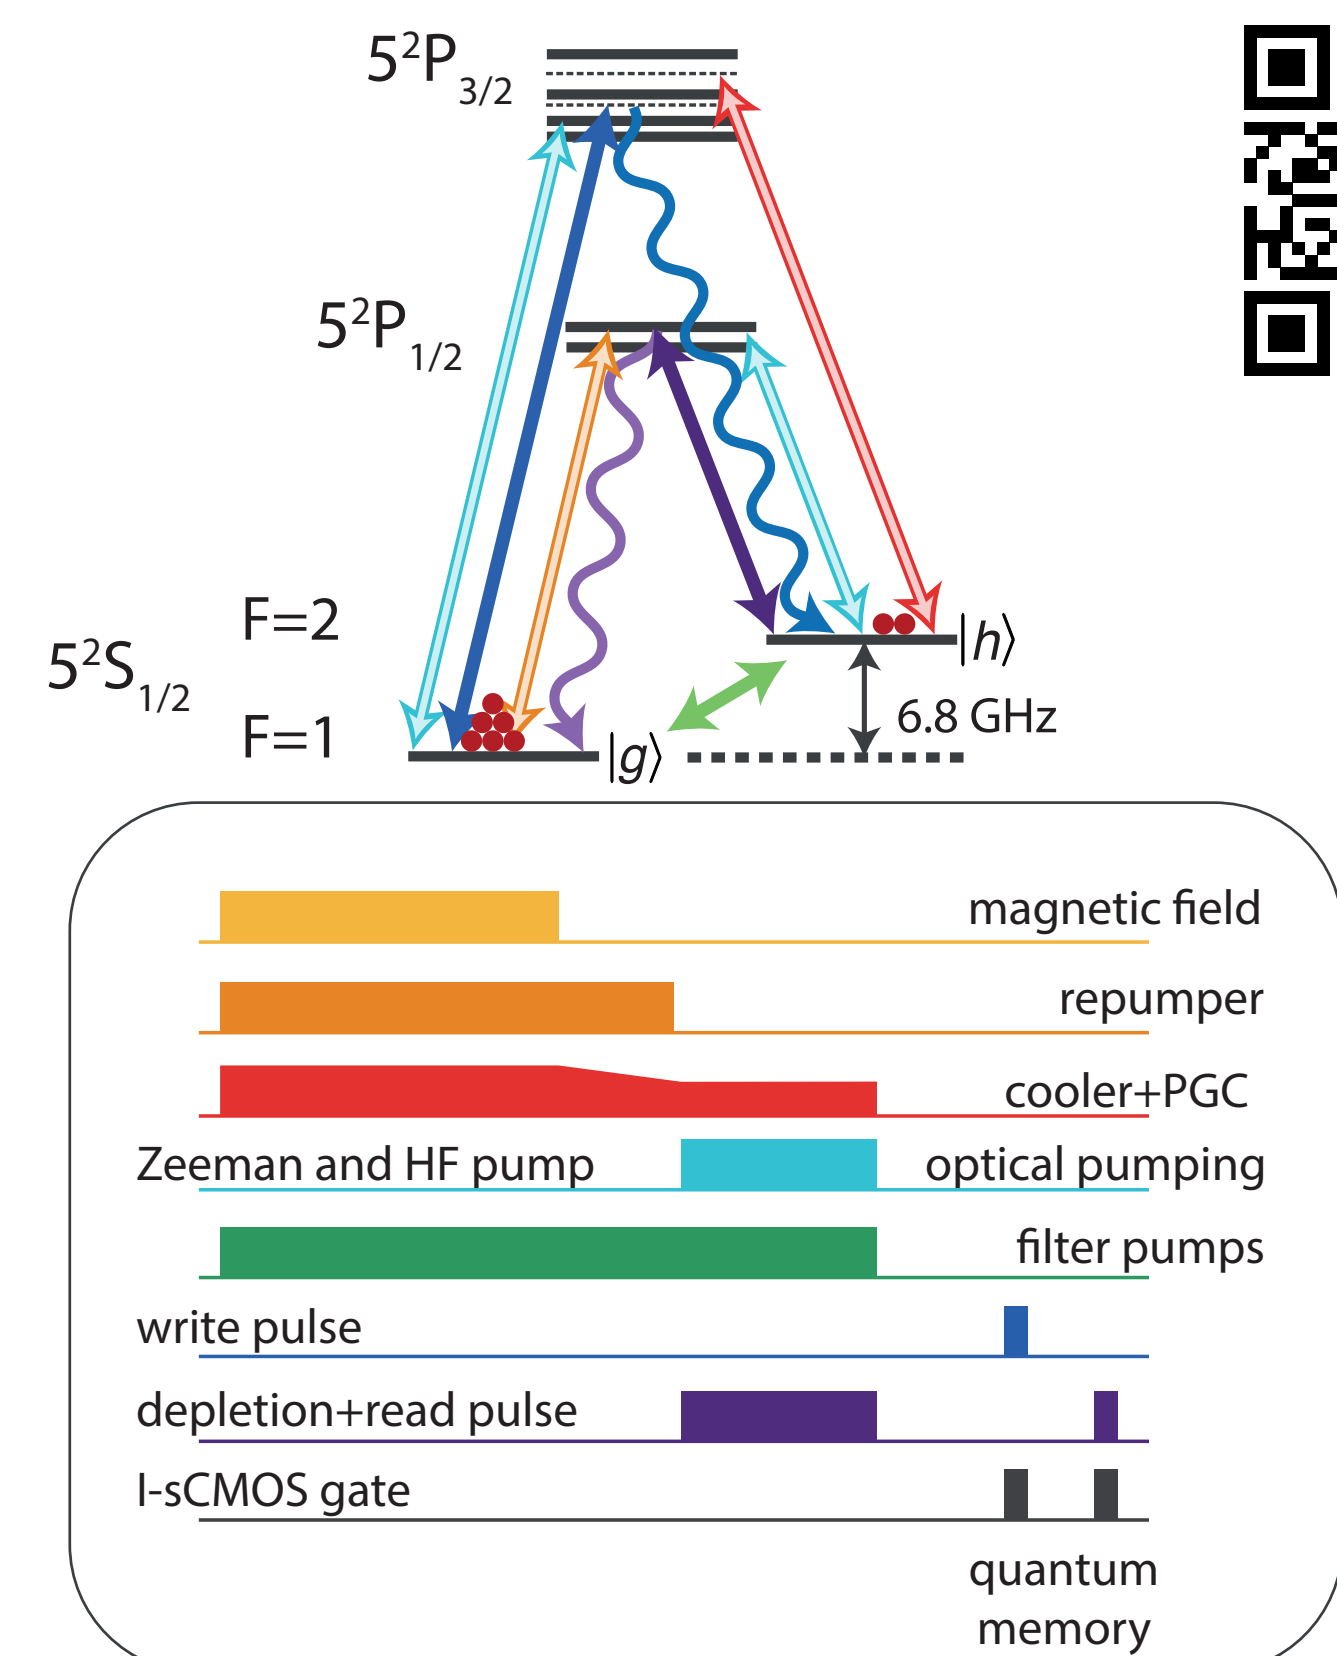 5²P₃/₂
5²P₁/₂
F=2
|h⟩
5²S₁/₂
6.8 GHz
F=1
|g⟩
magnetic field
repumper
cooler+PGC
Zeeman and HF pump optical pumping
filter pumps
write pulse
depletion+read pulse
I-sCMOS gate
quantum
memory